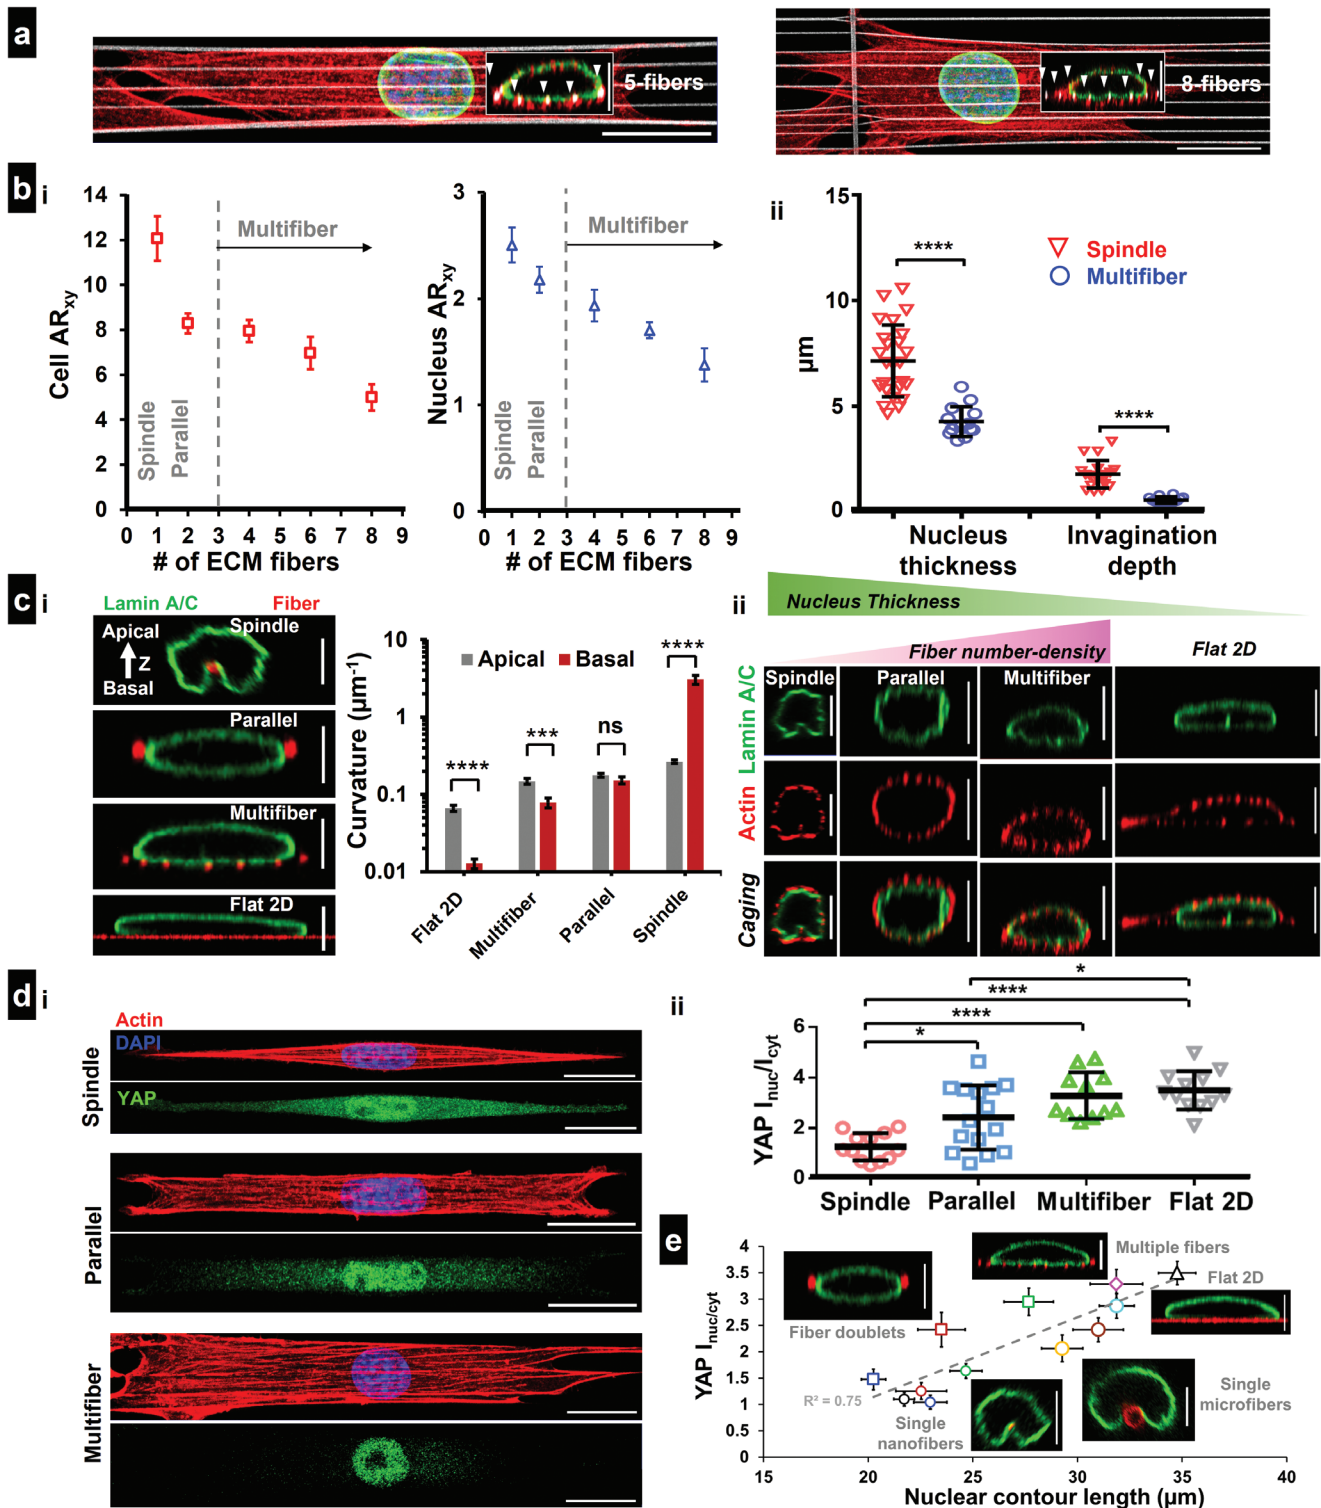 a
5-fibers
8-fibers
b
i
14
12
10
8
6
4
2
0
Cell ARxy
Multifiber
Spindle
Parallel
0 1 2 3 4 5 6 7 8 9
# of ECM fibers
3
2
1
0
Nucleus ARxy
Multifiber
Spindle
Parallel
0 1 2 3 4 5 6 7 8 9
# of ECM fibers
ii
15
10
5
0
µm
****
Spindle
Multifiber
****
Nucleus thickness
Invagination depth
c
i
Lamin A/C
Fiber
Apical
Z
Basal
Spindle
Parallel
Multifiber
Flat 2D
10
1
0.1
0.01
Curvature (µm-1)
Apical
Basal
****
***
ns
****
Flat 2D
Multifiber
Parallel
Spindle
ii
Nucleus Thickness
Fiber number-density
Flat 2D
Spindle
Parallel
Multifiber
Lamin A/C
Actin
Caging
d
i
Actin
DAPI
YAP
Spindle
Parallel
Multifiber
ii
*
****
****
*
6
4
2
0
YAP Inuc/Icyt
Spindle
Parallel
Multifiber
Flat 2D
e
4
3.5
3
2.5
2
1.5
1
0.5
0
YAP Inuc/cyt
Multiple fibers
Flat 2D
Fiber doublets
R² = 0.75
Single
nanofibers
Single
microfibers
15 20 25 30 35 40
Nuclear contour length (µm)